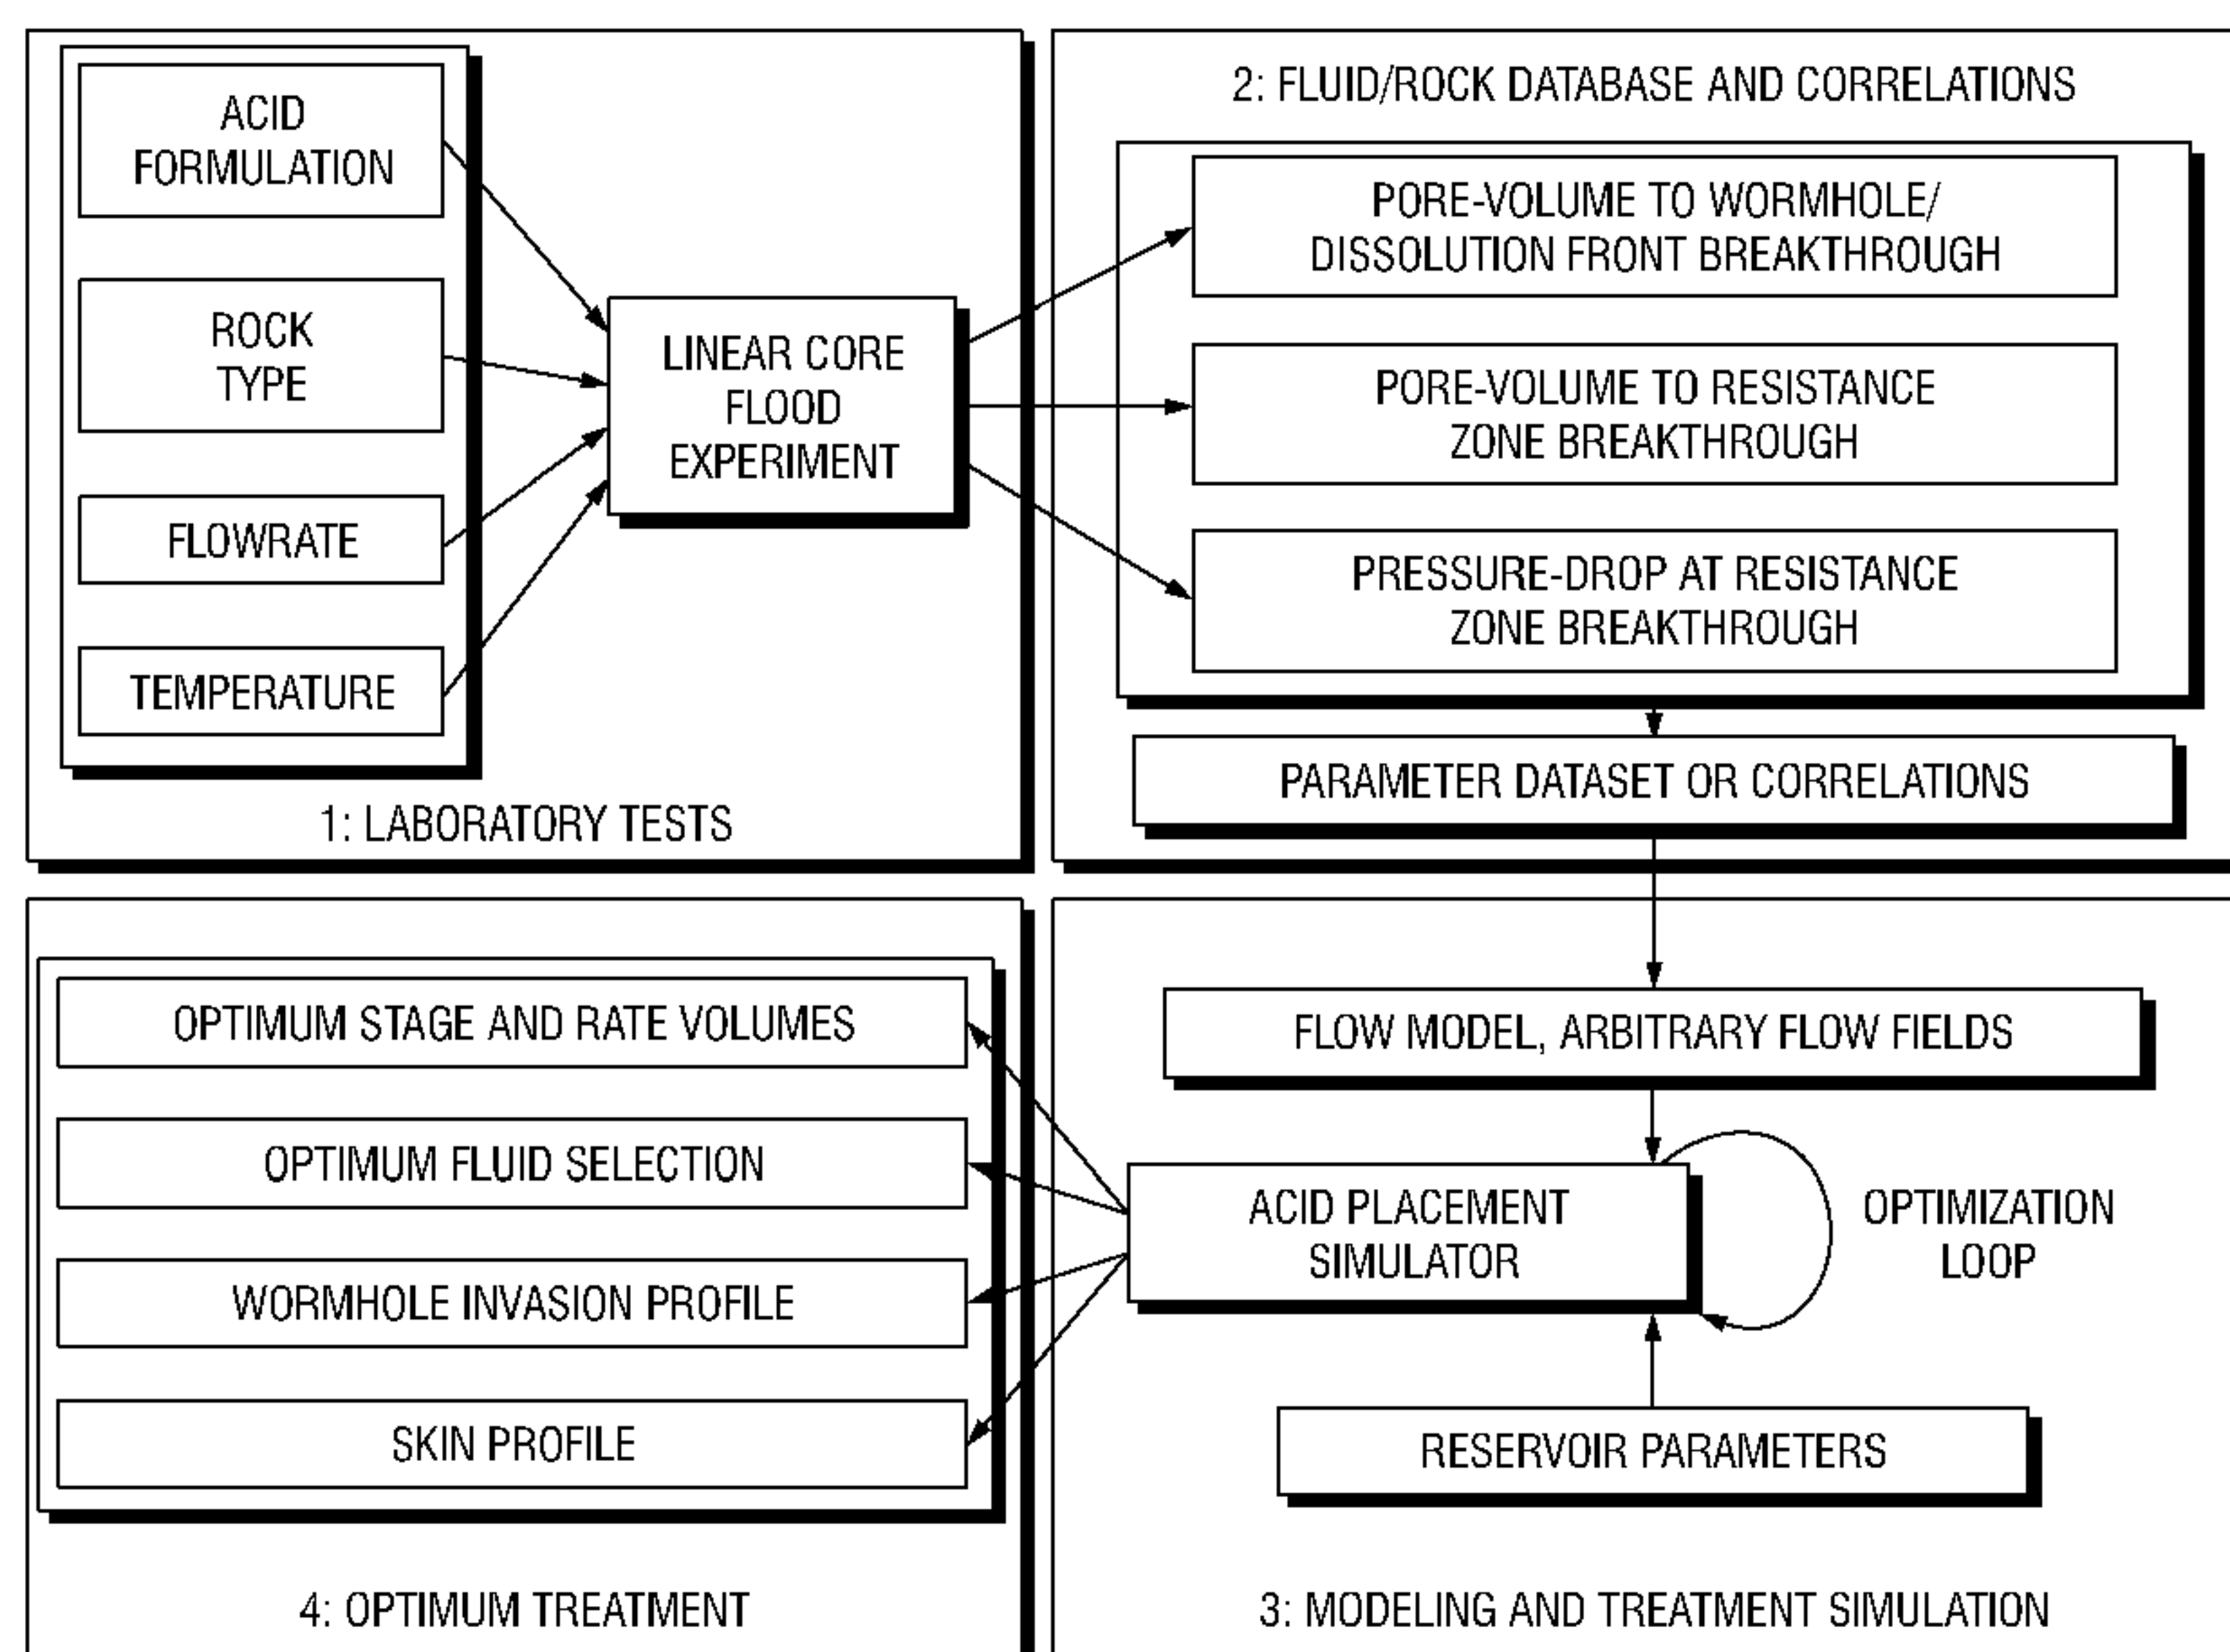 ACID
FORMULATION
ROCK
TYPE
FLOWRATE
TEMPERATURE
LINEAR CORE
FLOOD
EXPERIMENT
1: LABORATORY TESTS
2: FLUID/ROCK DATABASE AND CORRELATIONS
PORE-VOLUME TO WORMHOLE/
DISSOLUTION FRONT BREAKTHROUGH
PORE-VOLUME TO RESISTANCE
ZONE BREAKTHROUGH
PRESSURE-DROP AT RESISTANCE
ZONE BREAKTHROUGH
PARAMETER DATASET OR CORRELATIONS
FLOW MODEL, ARBITRARY FLOW FIELDS
ACID PLACEMENT
SIMULATOR
OPTIMIZATION
LOOP
RESERVOIR PARAMETERS
3: MODELING AND TREATMENT SIMULATION
OPTIMUM STAGE AND RATE VOLUMES
OPTIMUM FLUID SELECTION
WORMHOLE INVASION PROFILE
SKIN PROFILE
4: OPTIMUM TREATMENT